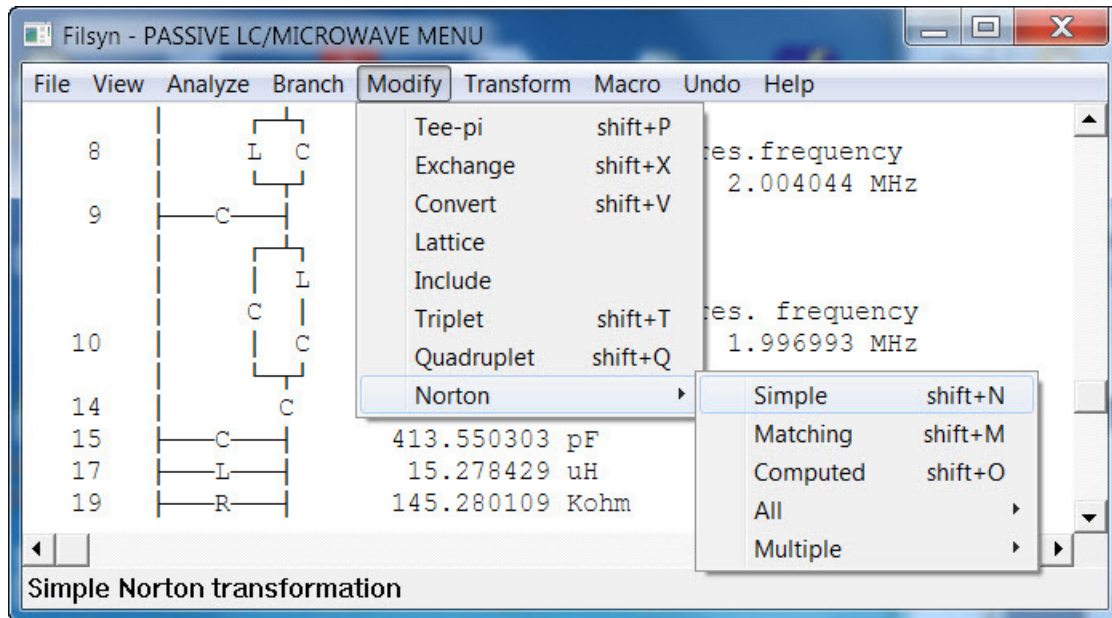 Filsyn - PASSIVE LC/MICROWAVE MENU
File View Analyze Branch Modify Transform Macro Undo Help
Tee-pi shift+P
8 L C Exchange shift+X res.frequency
2.004044 MHz
9 C Convert shift+V
Lattice
L Include
C Triplet shift+T res. frequency
10 C Quadruplet shift+Q 1.996993 MHz
Norton Simple shift+N
14 C
15 C 413.550303 pF Matching shift+M
17 L 15.278429 uH Computed shift+O
19 R 145.280109 Kohm All
Multiple
Simple Norton transformation